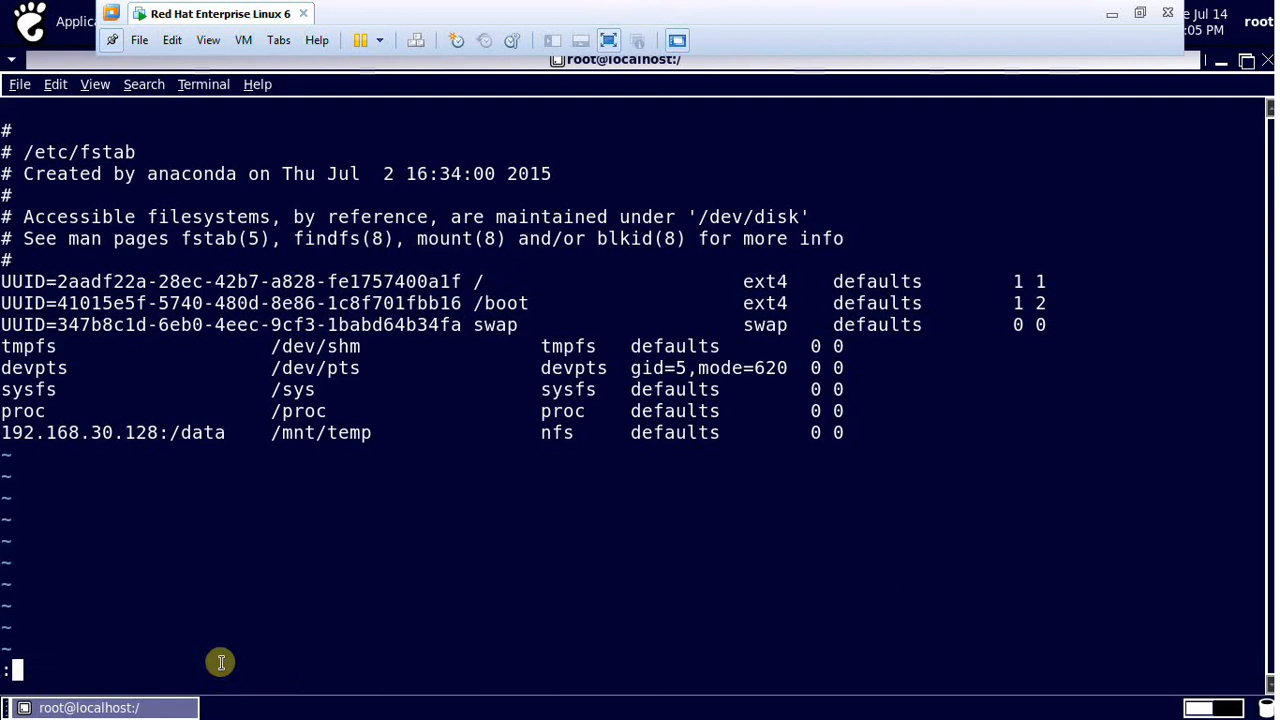 Applica
Red Hat Enterprise Linux 6
e Jul 14
:05 PM
root
File Edit View VM Tabs Help
root@localhost:/
File Edit View Search Terminal Help
#
# /etc/fstab
# Created by anaconda on Thu Jul  2 16:34:00 2015
#
# Accessible filesystems, by reference, are maintained under '/dev/disk'
# See man pages fstab(5), findfs(8), mount(8) and/or blkid(8) for more info
#
UUID=2aadf22a-28ec-42b7-a828-fe1757400a1f /                       ext4    defaults        1 1
UUID=41015e5f-5740-480d-8e86-1c8f701fbb16 /boot                   ext4    defaults        1 2
UUID=347b8c1d-6eb0-4eec-9cf3-1babd64b34fa swap                    swap    defaults        0 0
tmpfs                   /dev/shm                tmpfs   defaults        0 0
devpts                  /dev/pts                devpts  gid=5,mode=620  0 0
sysfs                   /sys                    sysfs   defaults        0 0
proc                    /proc                   proc    defaults        0 0
192.168.30.128:/data    /mnt/temp               nfs     defaults        0 0
~
~
~
~
~
~
~
~
~
~
:
root@localhost:/